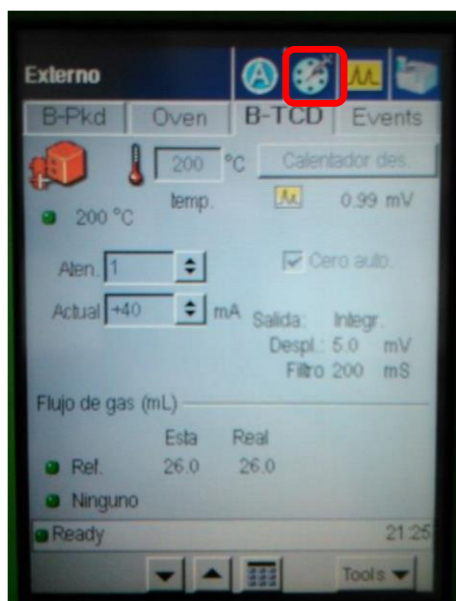 Externo A
B-Pkd Oven B-TCD Events
200 °C Calentador des.
temp. 0.99 mV
200 °C
Aten. 1 Cero auto.
Actual +40 mA
Salida: Integr.
Despl.: 5.0 mV
Filtro 200 mS
Flujo de gas (mL)
Esta Real
Ref. 26.0 26.0
Ninguno
Ready 21:25
Tools